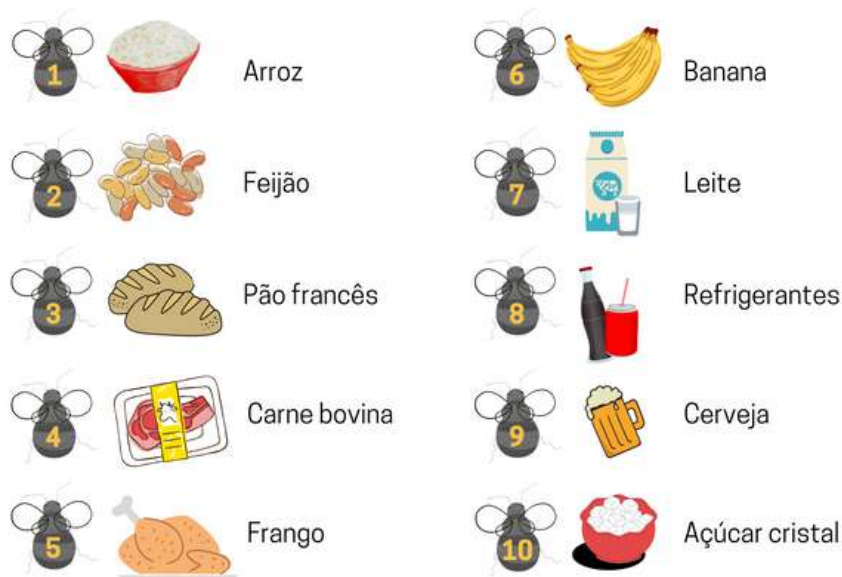 1 Arroz
2 Feijão
3 Pão francês
4 Carne bovina
5 Frango
6 Banana
7 Leite
8 Refrigerantes
9 Cerveja
10 Açúcar cristal